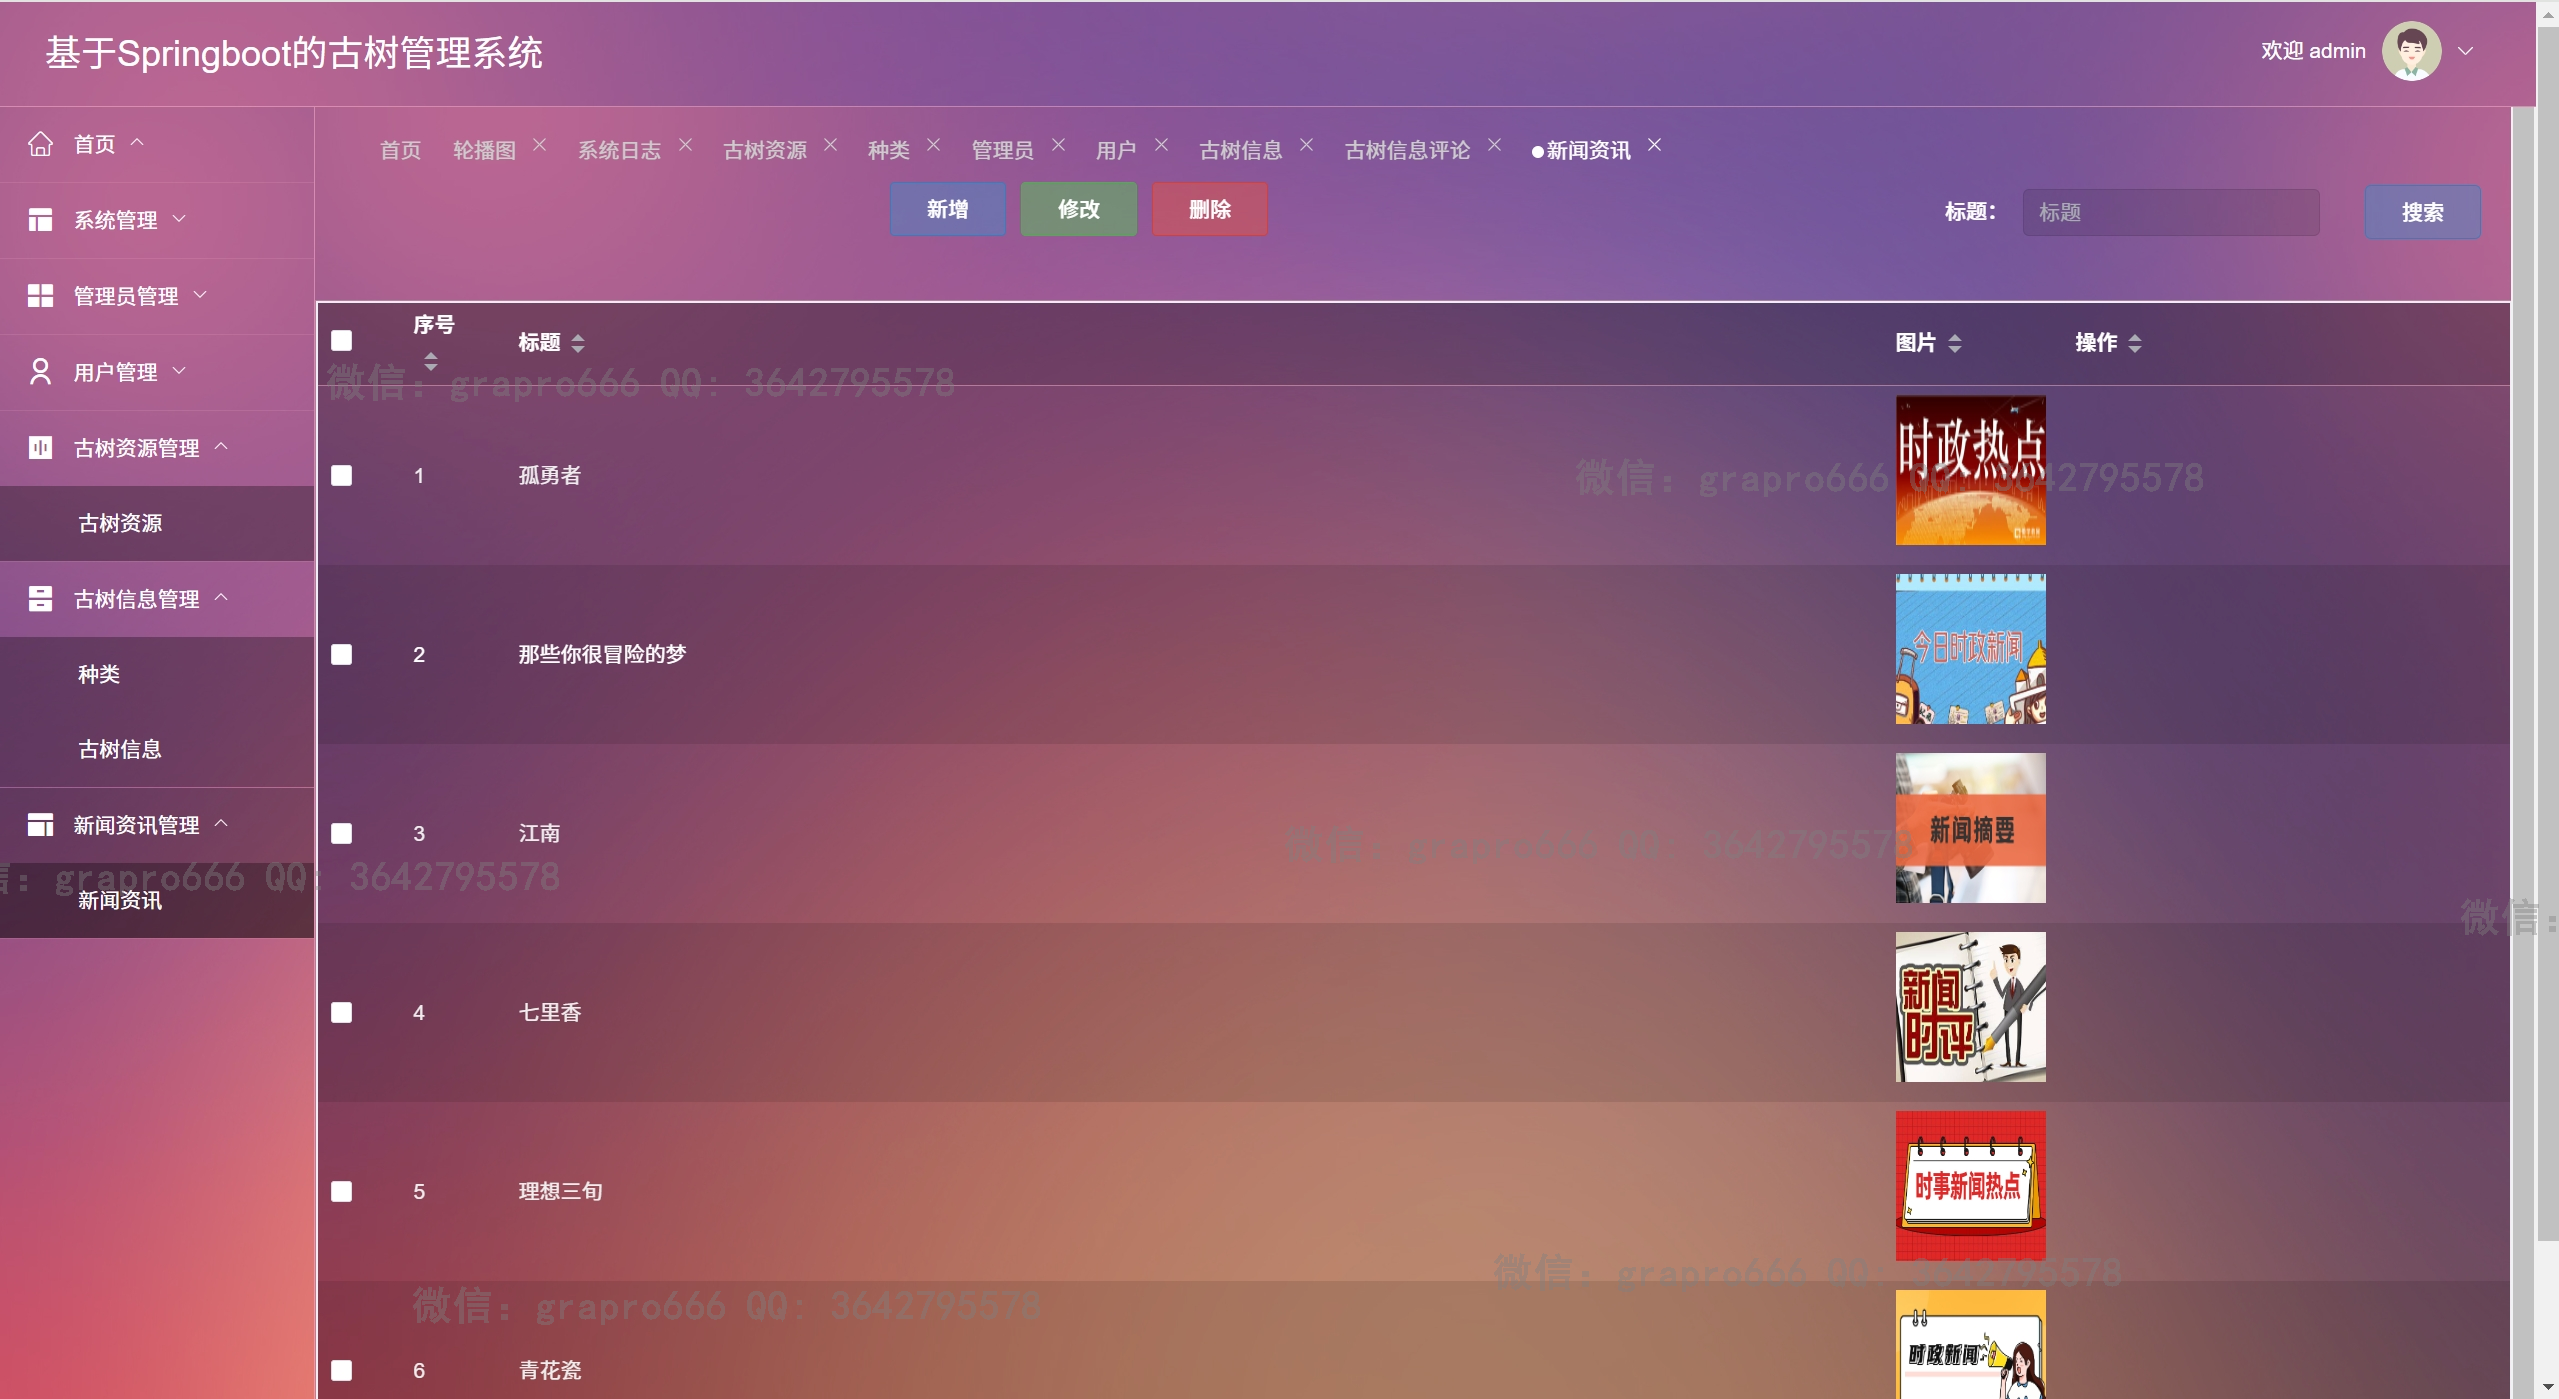 基于Springboot的古树管理系统
欢迎 admin
首页
系统管理
管理员管理
用户管理
古树资源管理
古树资源
古树信息管理
种类
古树信息
新闻资讯管理
新闻资讯
首页 轮播图 系统日志 古树资源 种类 管理员 用户 古树信息 古树信息评论 新闻资讯
新增 修改 删除 标题： 标题 搜索
序号 标题 图片 操作
微信：grapro666 QQ：3642795578
1 孤勇者
时政热点
微信：grapro666 QQ：3642795578
2 那些你很冒险的梦
今日时政新闻
3 江南
新闻摘要
微信：grapro666 QQ：3642795578
信：grapro666 QQ：3642795578
微信：
4 七里香
新闻
时评
5 理想三旬
时事新闻热点
微信：grapro666 QQ：3642795578
微信：grapro666 QQ：3642795578
6 青花瓷
时政新闻